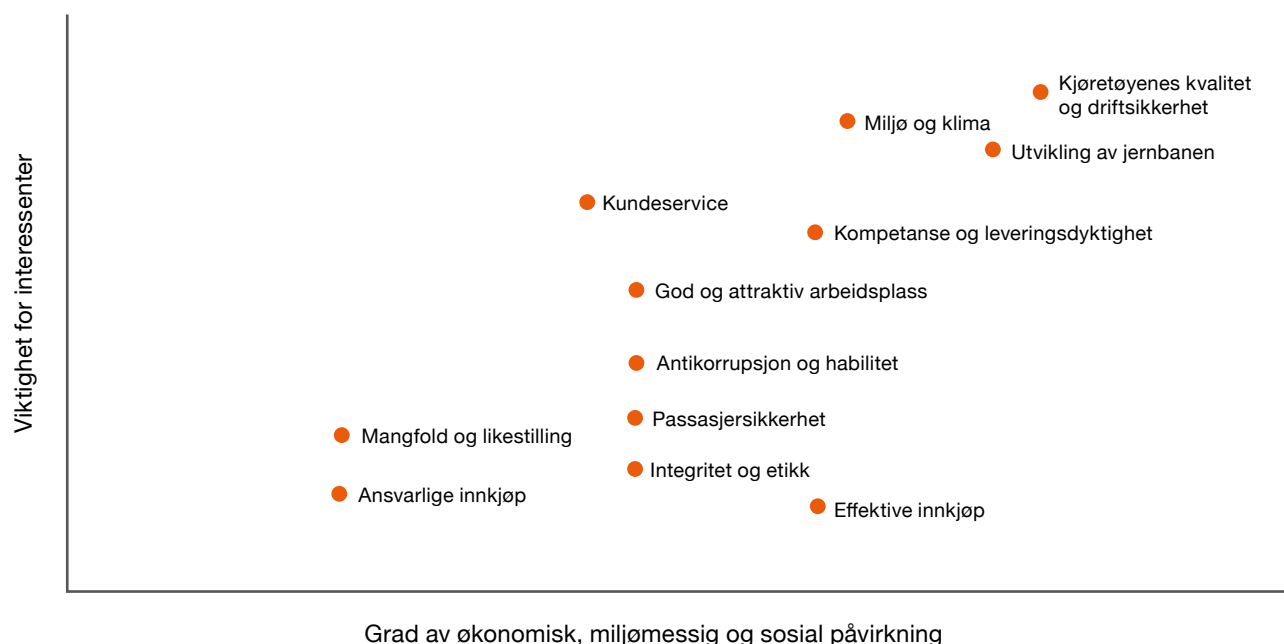 Viktighet for interessenter
Kjøretøyenes kvalitet
og driftsikkerhet
Miljø og klima
Utvikling av jernbanen
Kundeservice
Kompetanse og leveringsdyktighet
God og attraktiv arbeidsplass
Antikorrupsjon og habilitet
Passasjersikkerhet
Mangfold og likestilling
Integritet og etikk
Ansvarlige innkjøp
Effektive innkjøp
Grad av økonomisk, miljømessig og sosial påvirkning